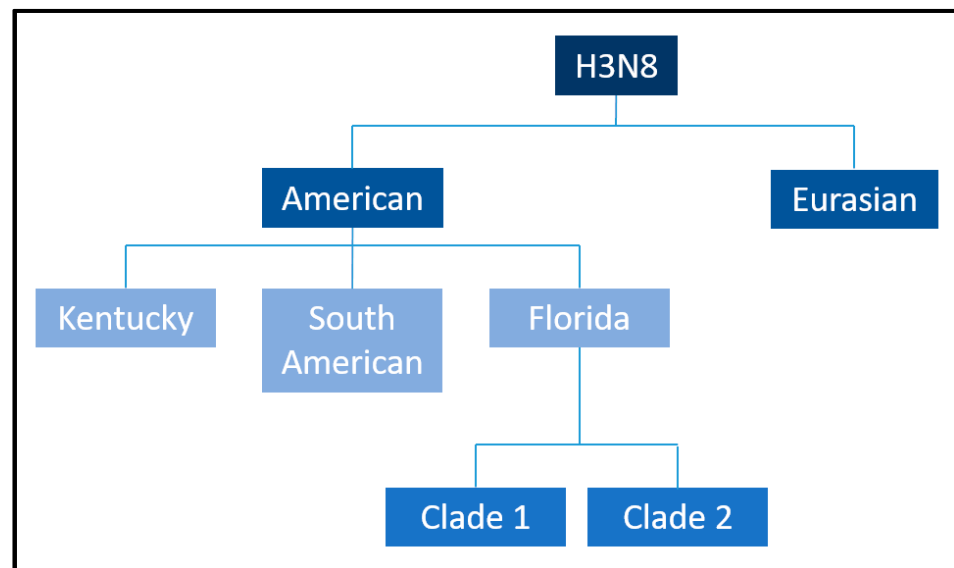 H3N8
American
Eurasian
Kentucky
South
American
Florida
Clade 1
Clade 2